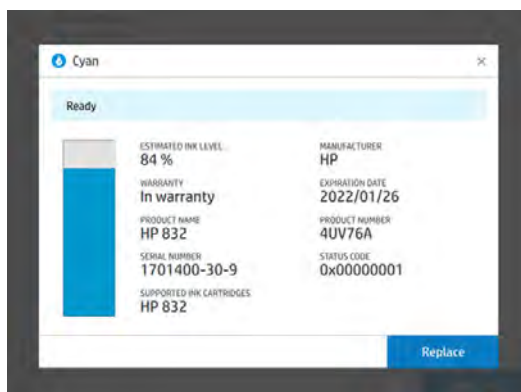 Cyan
×
Ready
ESTIMATED INK LEVEL
84 %
WARRANTY
In warranty
PRODUCT NAME
HP 832
SERIAL NUMBER
1701400-30-9
SUPPORTED INK CARTRIDGES
HP 832
MANUFACTURER
HP
EXPIRATION DATE
2022/01/26
PRODUCT NUMBER
4UV76A
STATUS CODE
0x00000001
Replace